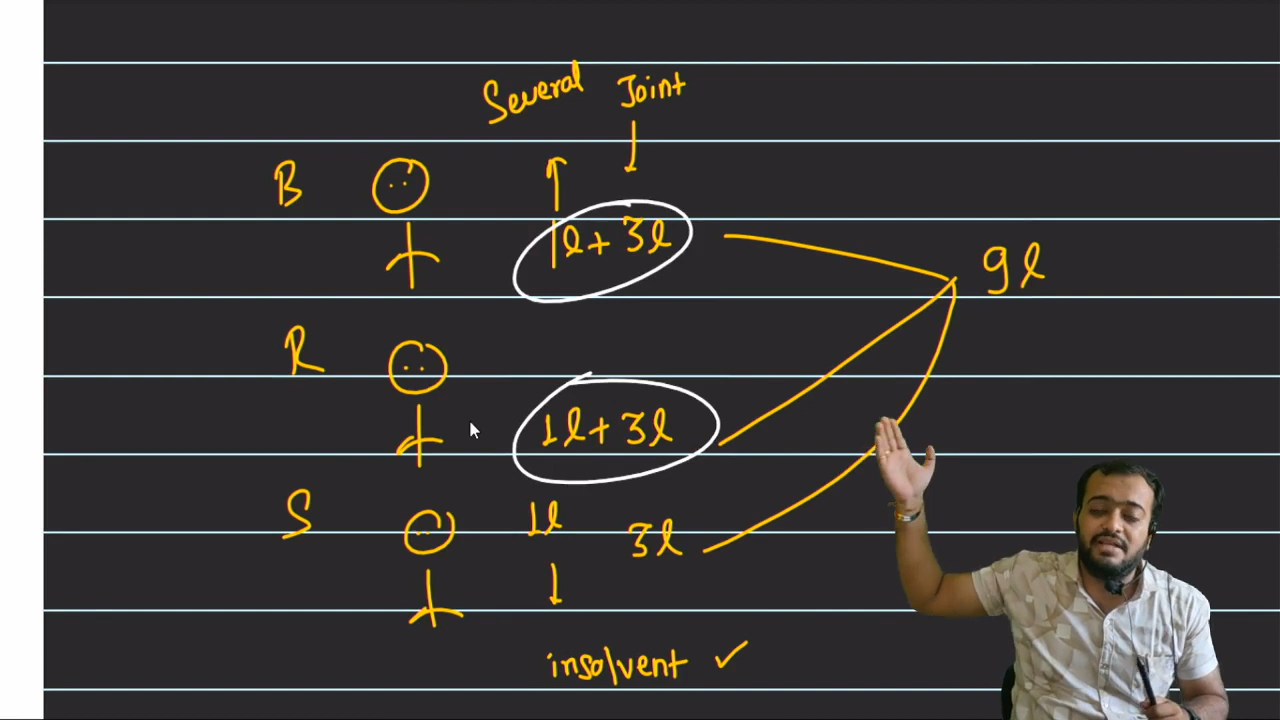 Several Joint
B
1l + 3l
9l
R
1l + 3l
S
1l 3l
insolvent ✓